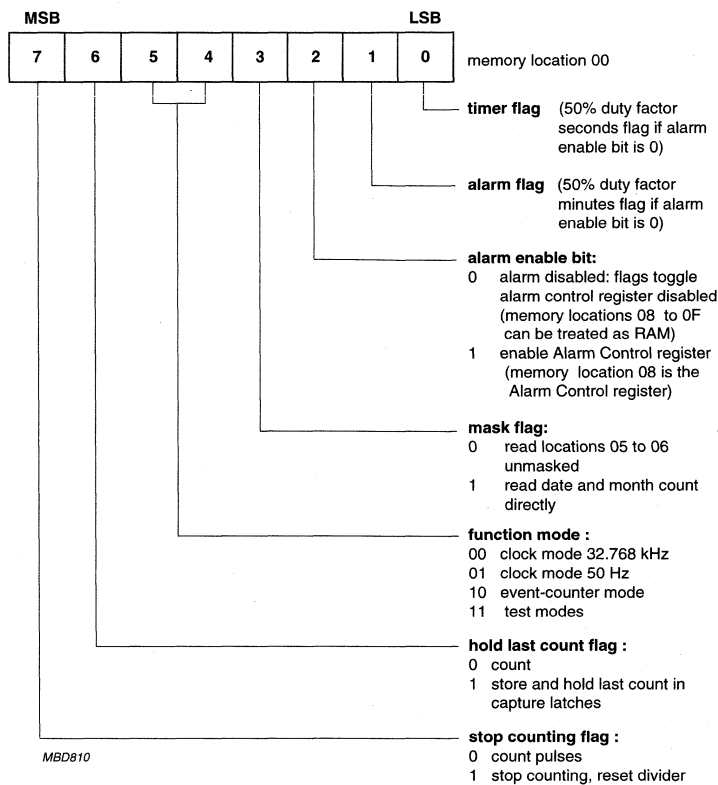 MSB LSB
7 6 5 4 3 2 1 0 memory location 00
timer flag (50% duty factor
seconds flag if alarm
enable bit is 0)
alarm flag (50% duty factor
minutes flag if alarm
enable bit is 0)
alarm enable bit:
0 alarm disabled: flags toggle
alarm control register disabled
(memory locations 08 to 0F
can be treated as RAM)
1 enable Alarm Control register
(memory location 08 is the
Alarm Control register)
mask flag:
0 read locations 05 to 06
unmasked
1 read date and month count
directly
function mode :
00 clock mode 32.768 kHz
01 clock mode 50 Hz
10 event-counter mode
11 test modes
hold last count flag :
0 count
1 store and hold last count in
capture latches
stop counting flag :
0 count pulses
1 stop counting, reset divider
MBD810